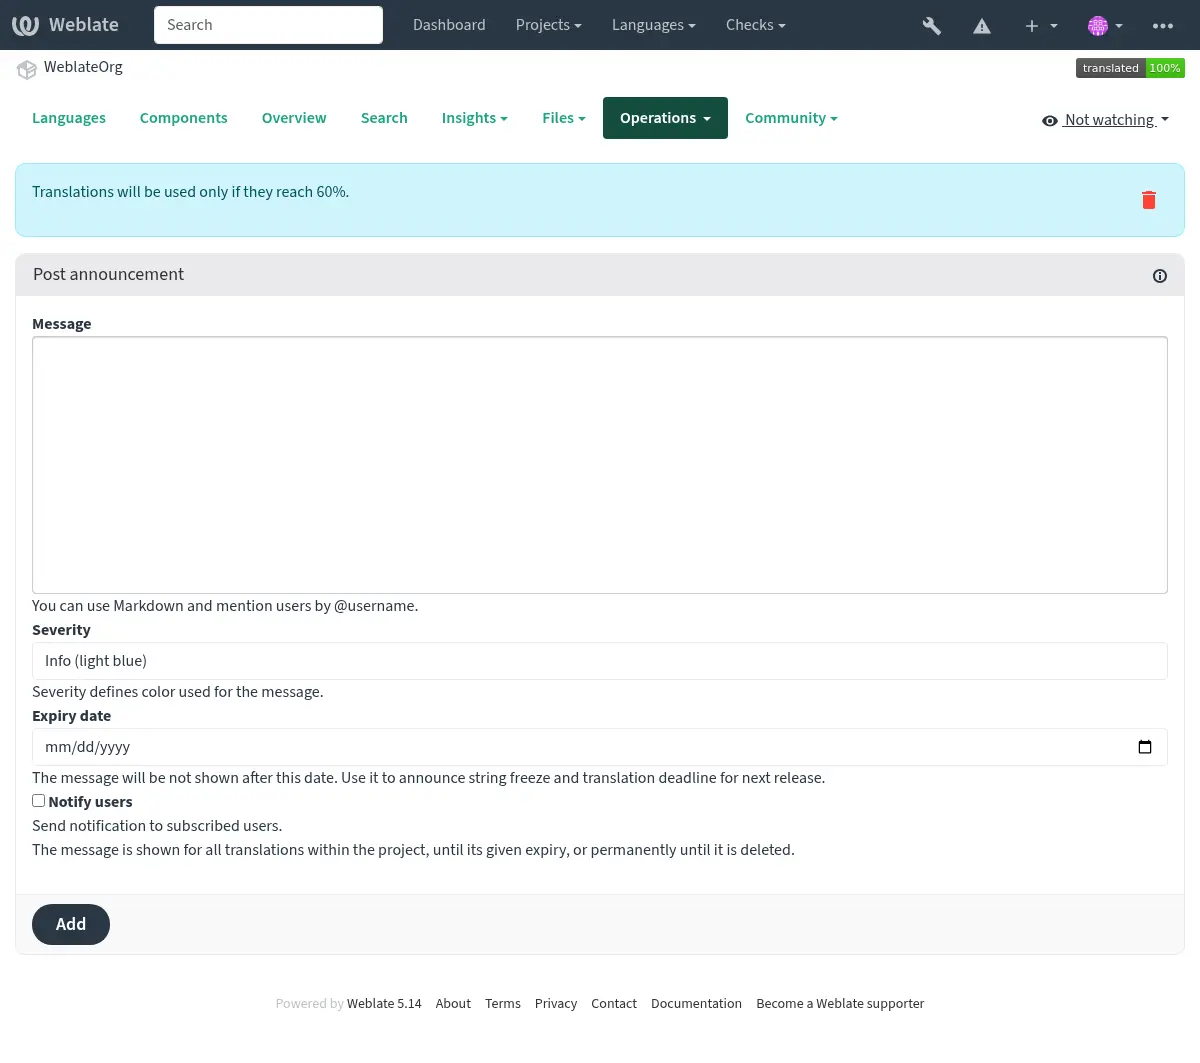 Weblate
Search
Dashboard
Projects
Languages
Checks
WeblateOrg
translated 100%
Languages
Components
Overview
Search
Insights
Files
Operations
Community
Not watching
Translations will be used only if they reach 60%.
Post announcement
Message
You can use Markdown and mention users by @username.
Severity
Info (light blue)
Severity defines color used for the message.
Expiry date
mm/dd/yyyy
The message will be not shown after this date. Use it to announce string freeze and translation deadline for next release.
Notify users
Send notification to subscribed users.
The message is shown for all translations within the project, until its given expiry, or permanently until it is deleted.
Add
Powered by Weblate 5.14 About Terms Privacy Contact Documentation Become a Weblate supporter